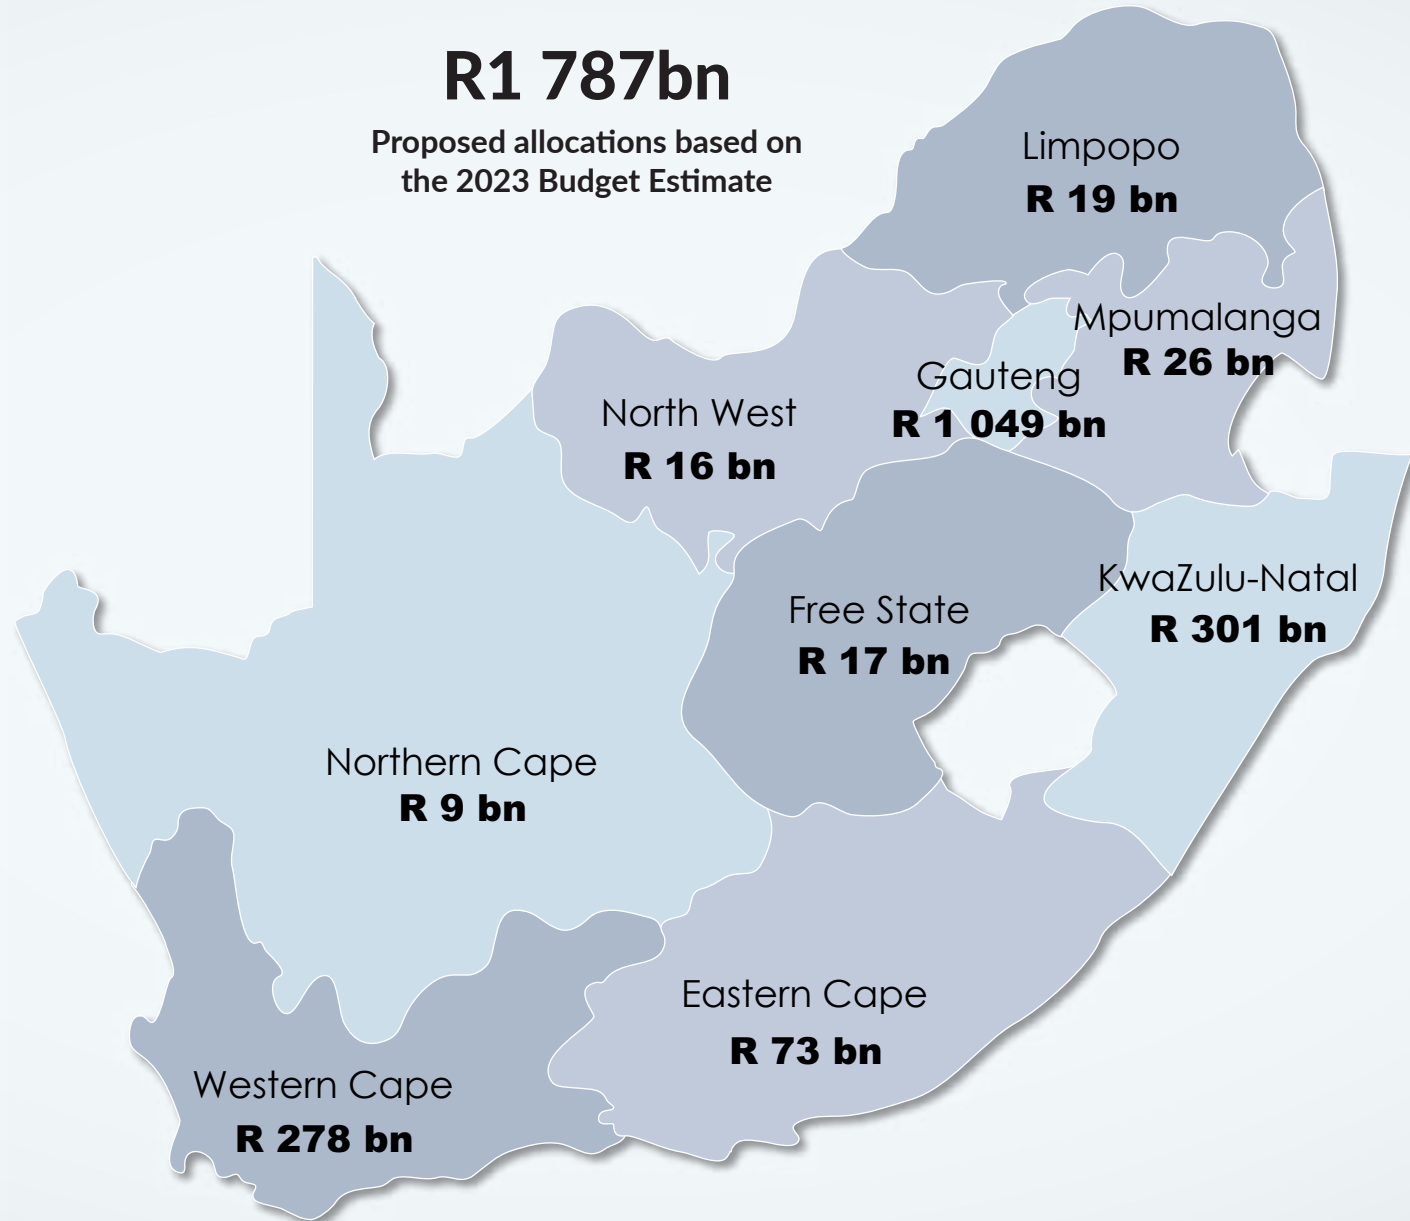 R1 787bn
Proposed allocations based on
the 2023 Budget Estimate
Limpopo
R 19 bn
Mpumalanga
R 26 bn
Gauteng
R 1 049 bn
North West
R 16 bn
KwaZulu-Natal
R 301 bn
Free State
R 17 bn
Northern Cape
R 9 bn
Eastern Cape
R 73 bn
Western Cape
R 278 bn